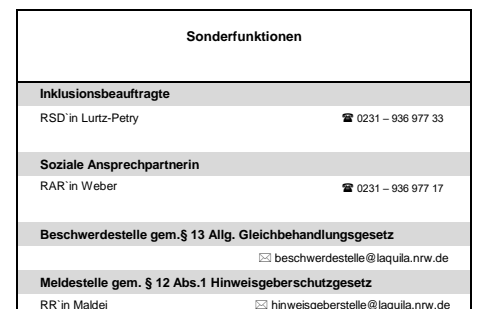 Sonderfunktionen
Inklusionsbeauftragte
RSD`in Lurtz-Petry ☎ 0231 – 936 977 33
Soziale Ansprechpartnerin
RAR`in Weber ☎ 0231 – 936 977 17
Beschwerdestelle gem.§ 13 Allg. Gleichbehandlungsgesetz
✉ beschwerdestelle@laquila.nrw.de
Meldestelle gem. § 12 Abs.1 Hinweisgeberschutzgesetz
RR`in Maldei ✉ hinweisgeberstelle@laquila.nrw.de